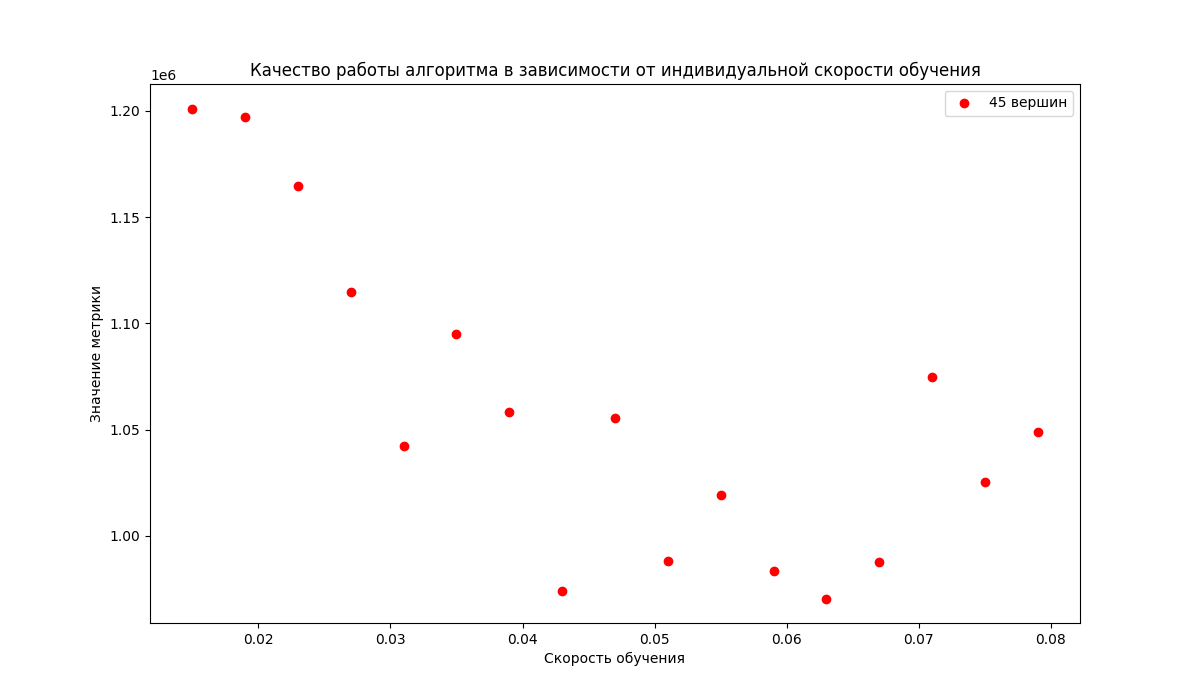 Качество работы алгоритма в зависимости от индивидуальной скорости обучения
1e6
45 вершин
1.20
1.15
1.10
1.05
1.00
Значение метрики
0.02 0.03 0.04 0.05 0.06 0.07 0.08
Скорость обучения